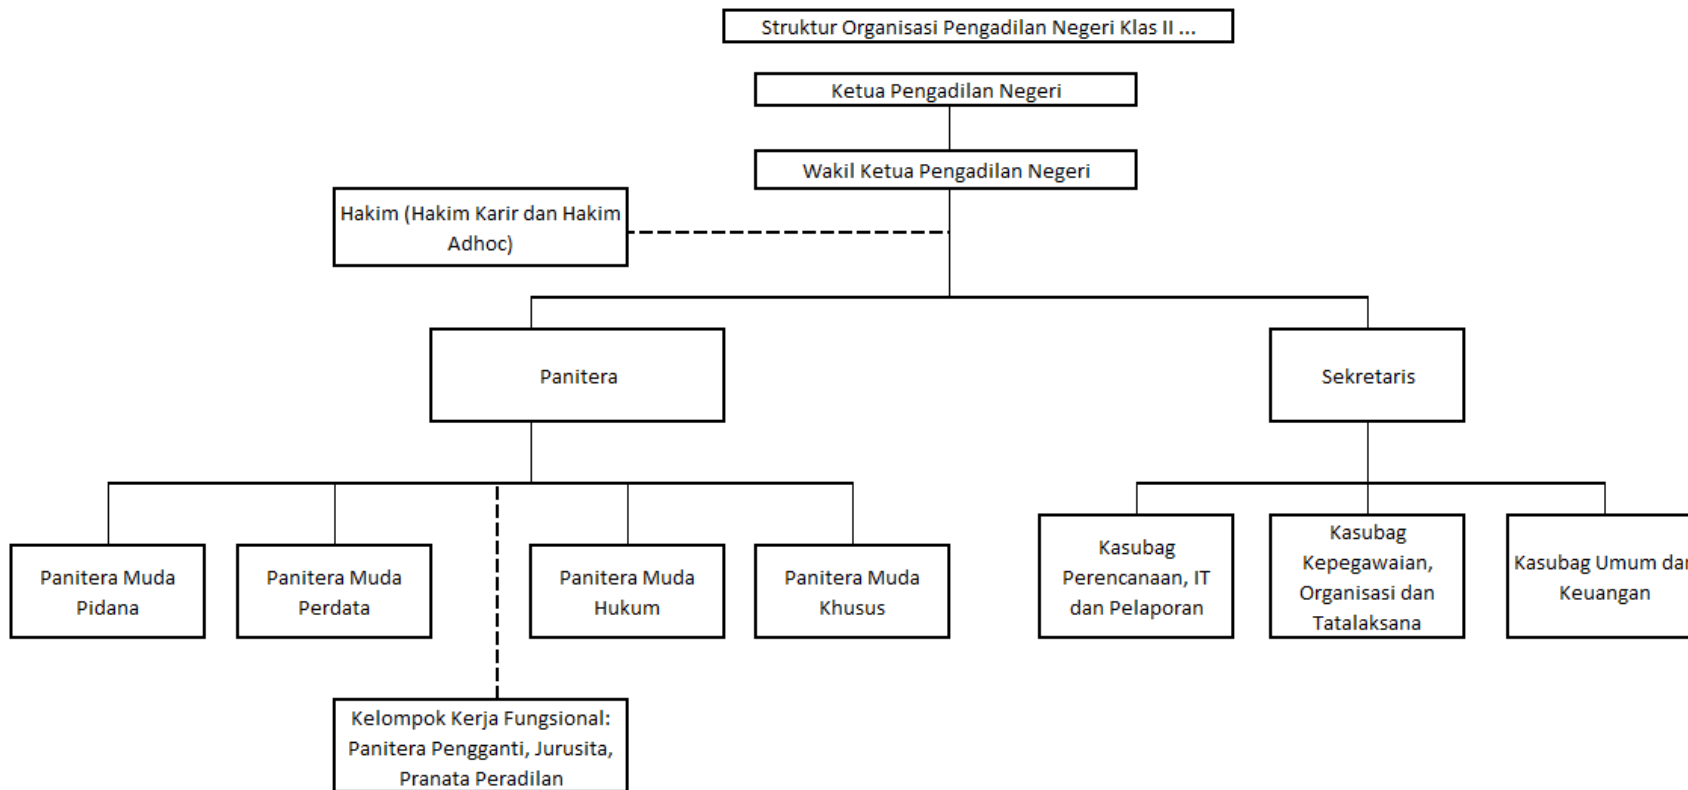 Struktur Organisasi Pengadilan Negeri Klas II ...
Ketua Pengadilan Negeri
Wakil Ketua Pengadilan Negeri
Hakim (Hakim Karir dan Hakim
Adhoc)
Panitera
Sekretaris
Panitera Muda
Pidana
Panitera Muda
Perdata
Panitera Muda
Hukum
Panitera Muda
Khusus
Kasubag
Perencanaan, IT
dan Pelaporan
Kasubag
Kepegawaian,
Organisasi dan
Tatalaksana
Kasubag Umum dan
Keuangan
Kelompok Kerja Fungsional:
Panitera Pengganti, Jurusita,
Pranata Peradilan